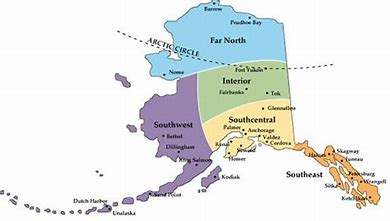 Barrow
Prudhoe Bay
Far North
ARCTIC CIRCLE
Nome
Fort Yukon
Interior
Fairbanks
Tok
Glennallen
Southcentral
Southwest
Palmer
Anchorage
Bethel
Kenai
Valdez
Seward
Cordova
Dillingham
Homer
King Salmon
Haines
Skagway
Juneau
Kodiak
Southeast
Petersburg
Sitka
Wrangell
Sand Point
Ketchikan
Dutch Harbor
Unalaska